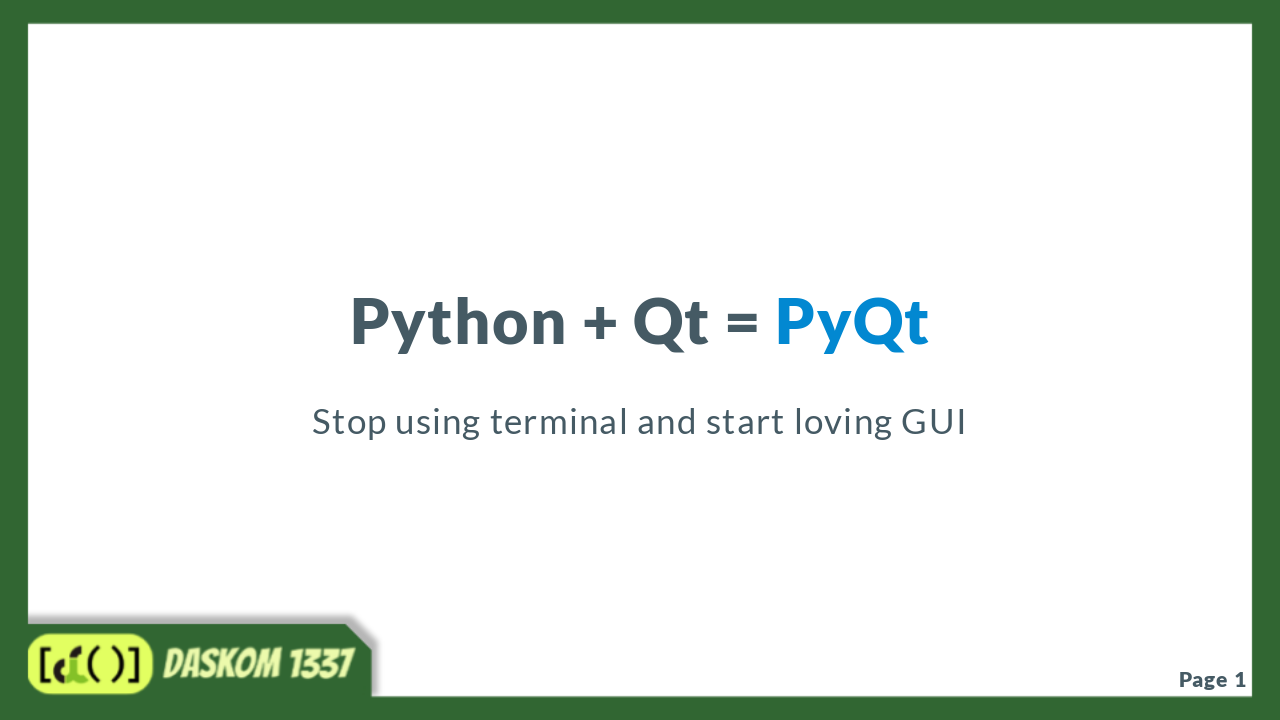 Python + Qt = PyQt
Stop using terminal and start loving GUI
[d()] DASKOM 1337
Page 1